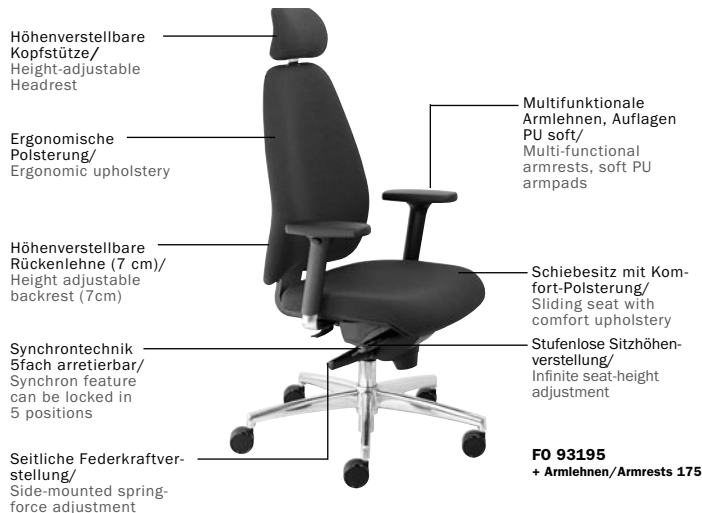 Höhenverstellbare
Kopfstütze/
Height-adjustable
Headrest
Ergonomische
Polsterung/
Ergonomic upholstery
Höhenverstellbare
Rückenlehne (7 cm)/
Height adjustable
backrest (7cm)
Synchrontechnik
5fach arretierbar/
Synchron feature
can be locked in
5 positions
Seitliche Federkraftver-
stellung/
Side-mounted spring-
force adjustment
Multifunktionale
Armlehnen, Auflagen
PU soft/
Multi-functional
armrests, soft PU
armpads
Schiebesitz mit Kom-
fort-Polsterung/
Sliding seat with
comfort upholstery
Stufenlose Sitzhöhen-
verstellung/
Infinite seat-height
adjustment
FO 93195
+ Armlehnen/Armrests 175